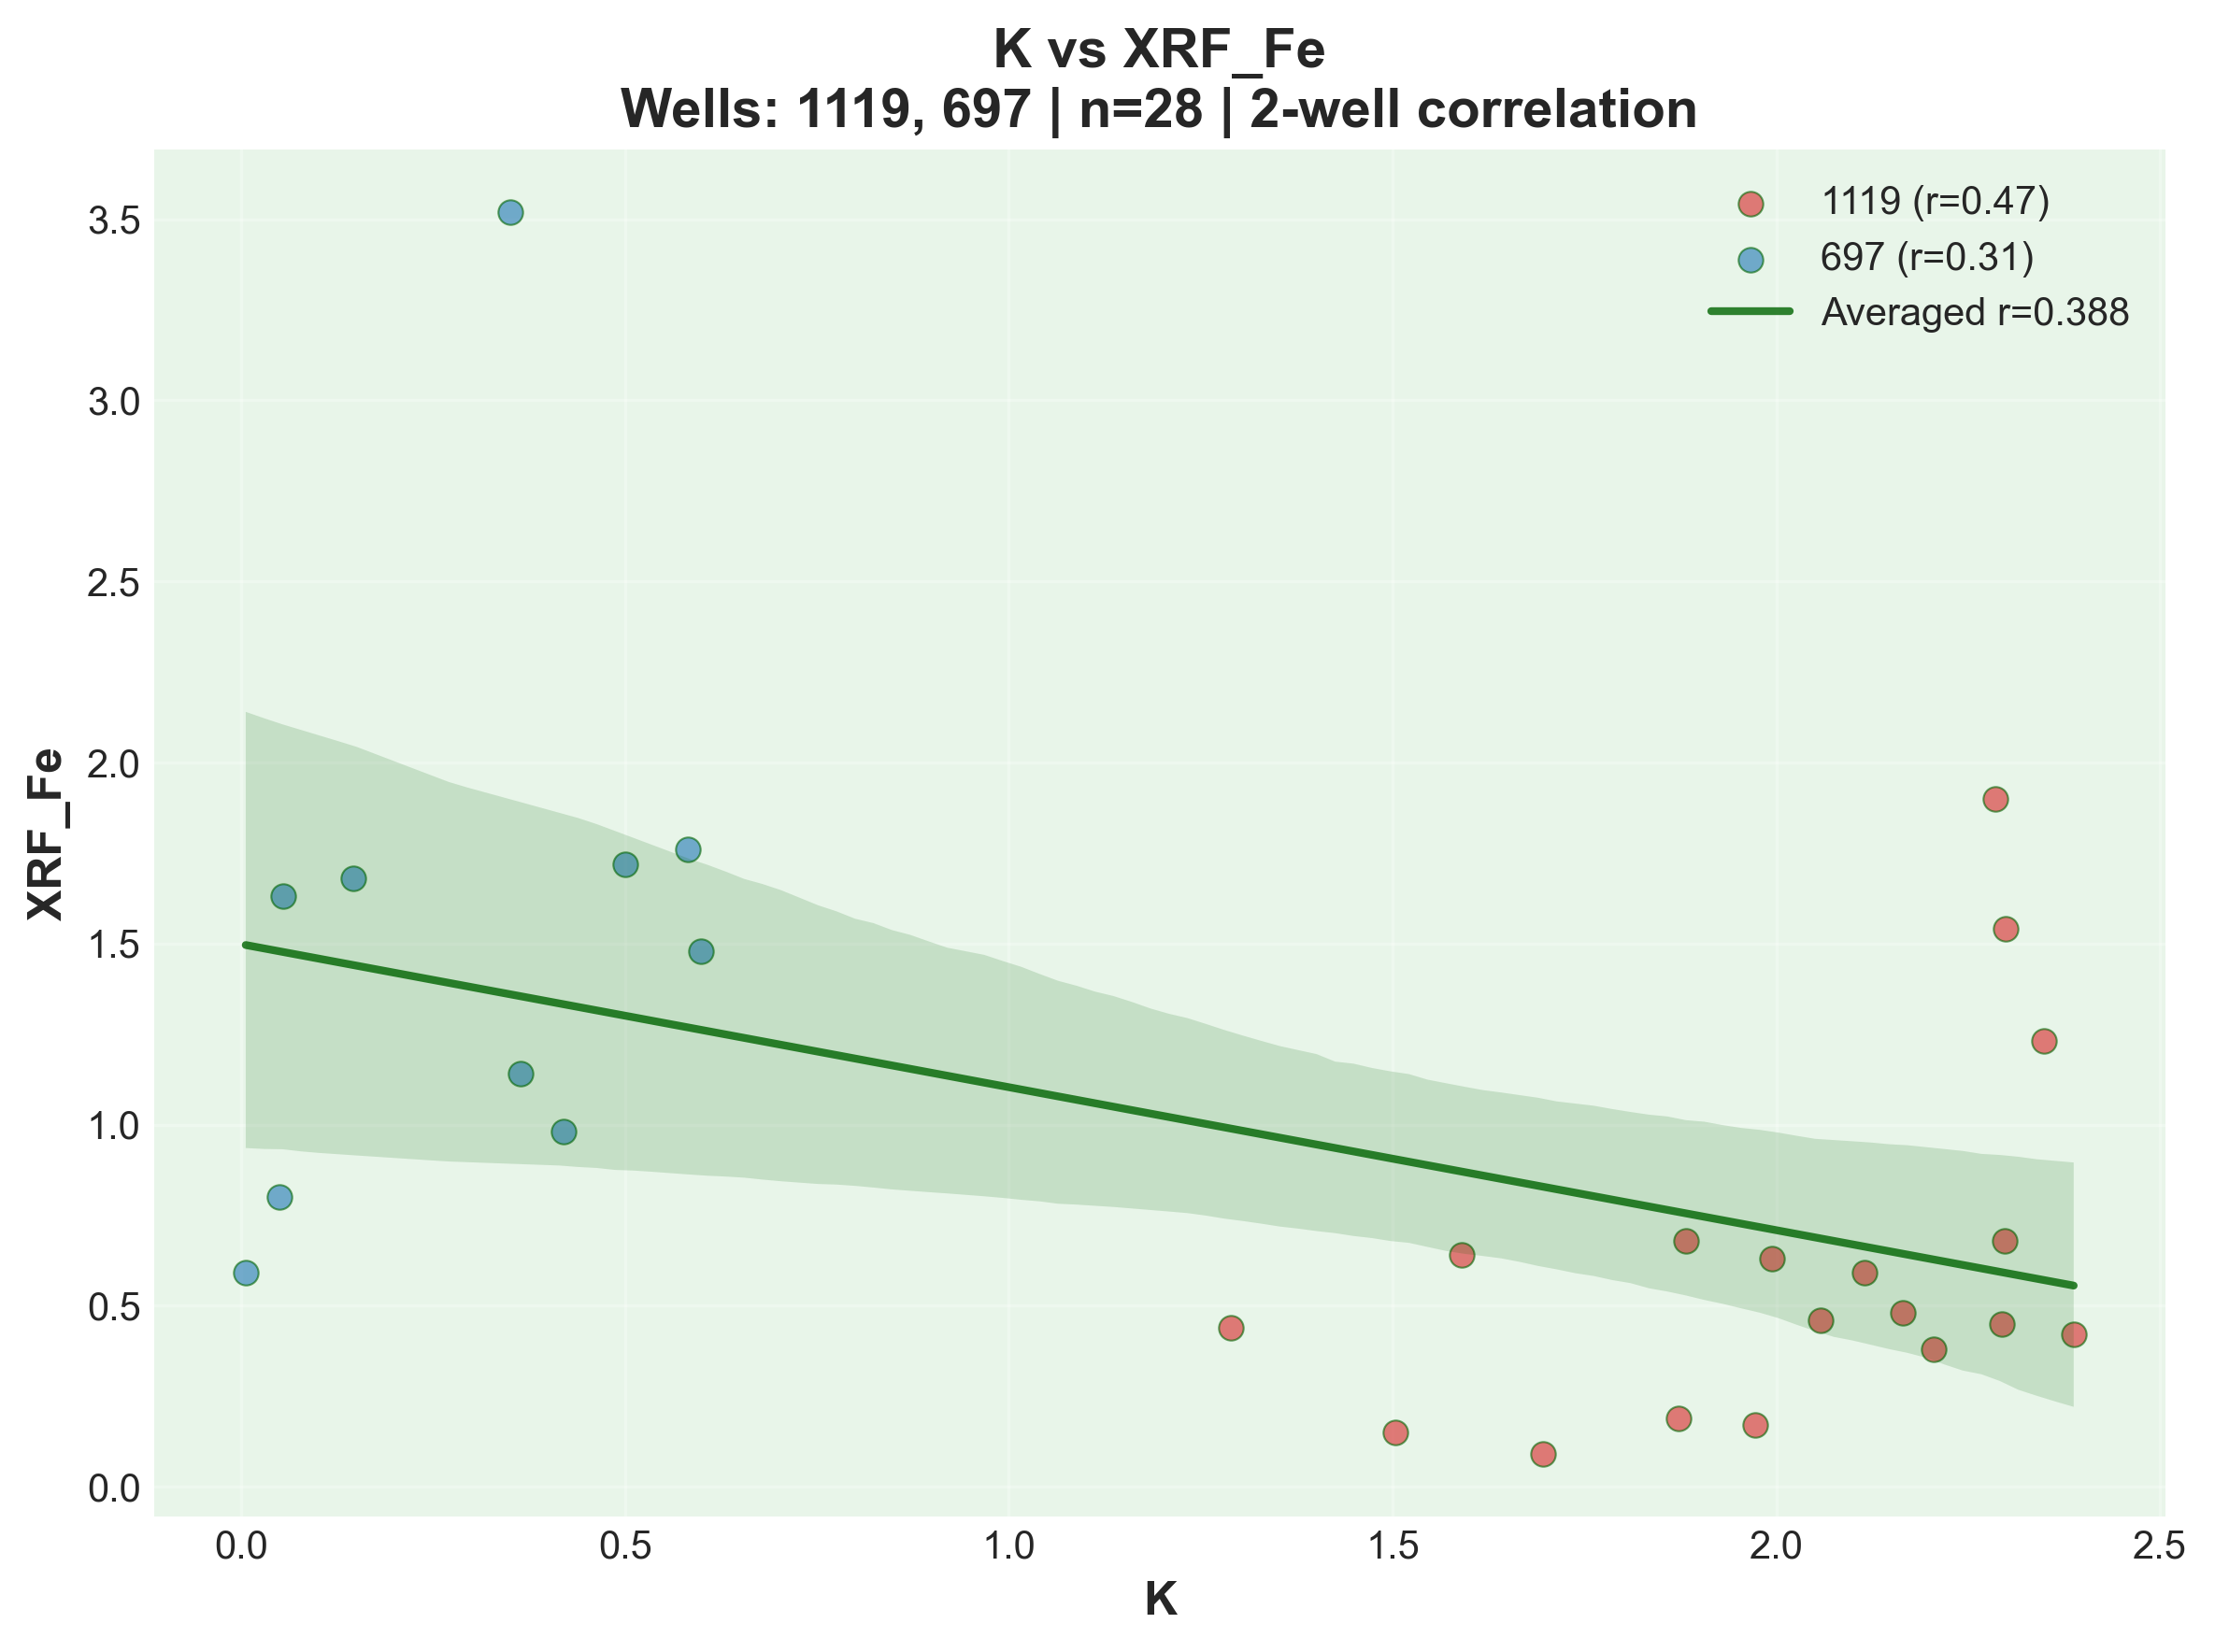 K vs XRF_Fe
Wells: 1119, 697 | n=28 | 2-well correlation
1119 (r=0.47)
697 (r=0.31)
Averaged r=0.388
3.5
3.0
2.5
2.0
1.5
1.0
0.5
0.0
XRF_Fe
0.0 0.5 1.0 1.5 2.0 2.5
K